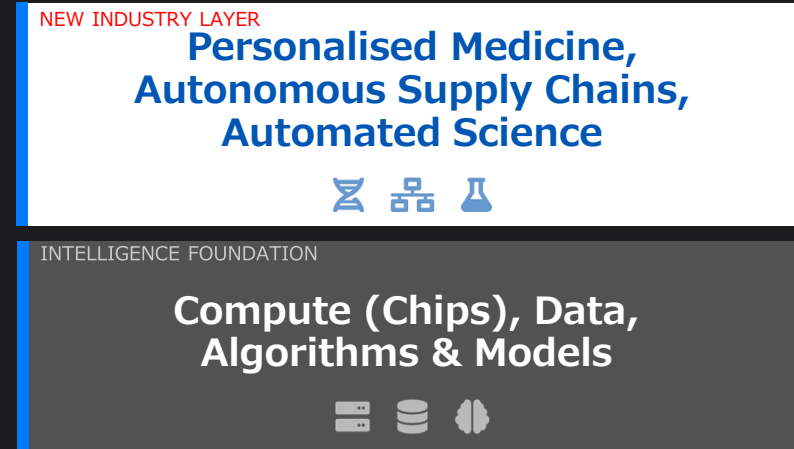 NEW INDUSTRY LAYER
Personalised Medicine,
Autonomous Supply Chains,
Automated Science
INTELLIGENCE FOUNDATION
Compute (Chips), Data,
Algorithms & Models